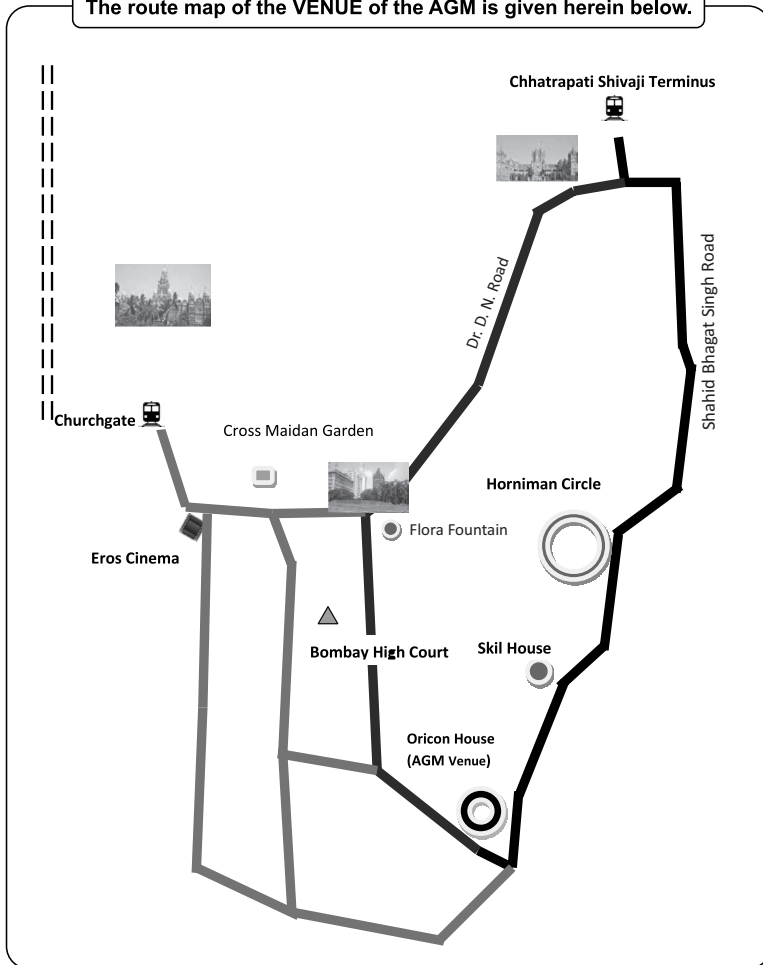 The route map of the VENUE of the AGM is given herein below.
Chhatrapati Shivaji Terminus
Dr. D. N. Road
Shahid Bhagat Singh Road
Churchgate
Cross Maidan Garden
Horniman Circle
Flora Fountain
Eros Cinema
Bombay High Court
Skil House
Oricon House
(AGM Venue)